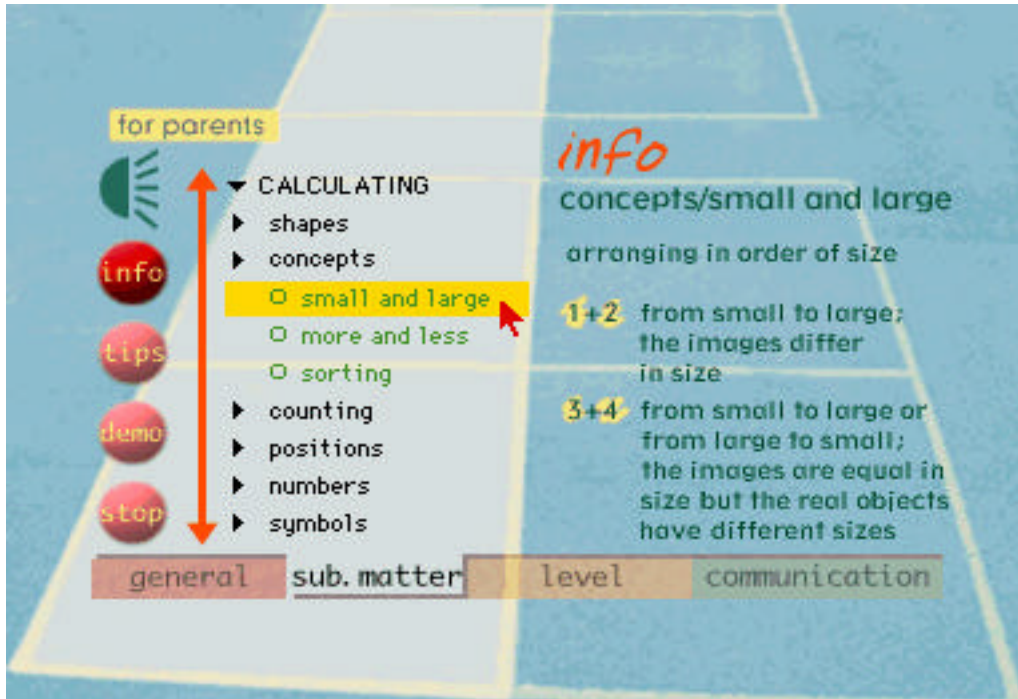 for parents
info
tips
demo
stop
CALCULATING
shapes
concepts
small and large
more and less
sorting
counting
positions
numbers
symbols
info
concepts/small and large
arranging in order of size
1+2 from small to large;
the images differ
in size
3+4 from small to large or
from large to small;
the images are equal in
size but the real objects
have different sizes
general sub. matter level communication